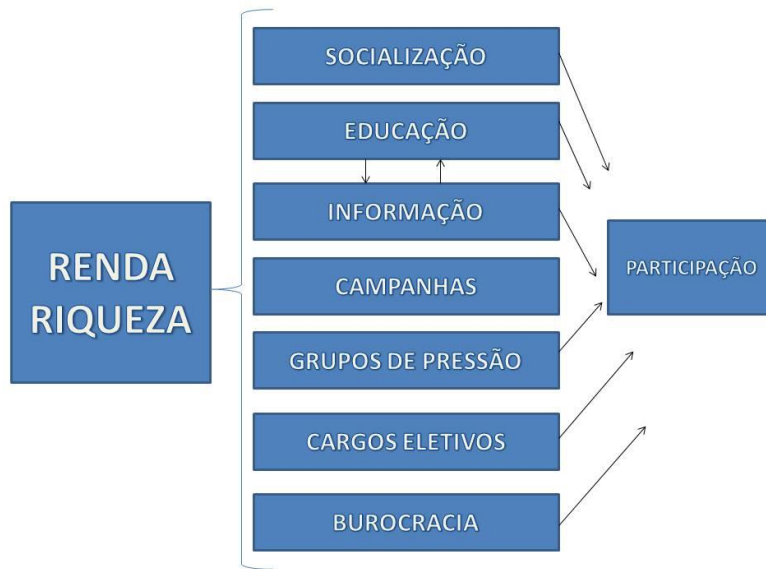 SOCIALIZAÇÃO
EDUCAÇÃO
INFORMAÇÃO
RENDA
RIQUEZA
CAMPANHAS
GRUPOS DE PRESSÃO
CARGOS ELETIVOS
BUROCRACIA
PARTICIPAÇÃO